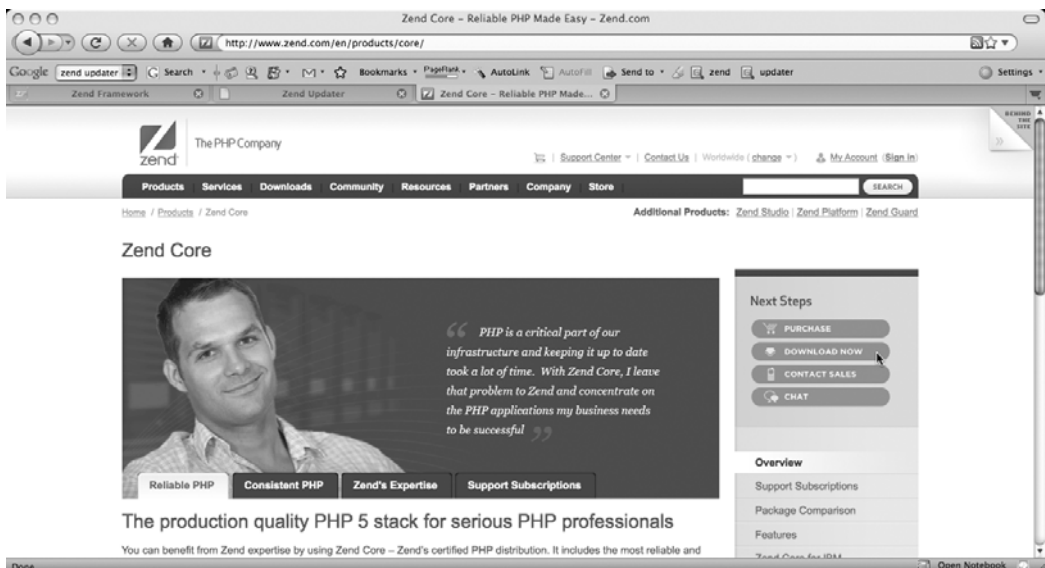 Zend Core – Reliable PHP Made Easy – Zend.com
http://www.zend.com/en/products/core/
Google zend updater Search Bookmarks PageRank AutoLink AutoFill Send to zend updater Settings
Zend Framework Zend Updater Zend Core – Reliable PHP Made...
BEHIND
THE
SITE
zend The PHP Company
Support Center | Contact Us | Worldwide ( change ) My Account (Sign In)
Products Services Downloads Community Resources Partners Company Store SEARCH
Home / Products / Zend Core
Additional Products: Zend Studio | Zend Platform | Zend Guard
Zend Core
“ PHP is a critical part of our
infrastructure and keeping it up to date
took a lot of time. With Zend Core, I leave
that problem to Zend and concentrate on
the PHP applications my business needs
to be successful ”
Reliable PHP Consistent PHP Zend's Expertise Support Subscriptions
The production quality PHP 5 stack for serious PHP professionals
You can benefit from Zend expertise by using Zend Core – Zend's certified PHP distribution. It includes the most reliable and
Next Steps
PURCHASE
DOWNLOAD NOW
CONTACT SALES
CHAT
Overview
Support Subscriptions
Package Comparison
Features
Zend Core for IBM
Done
Open Notebook